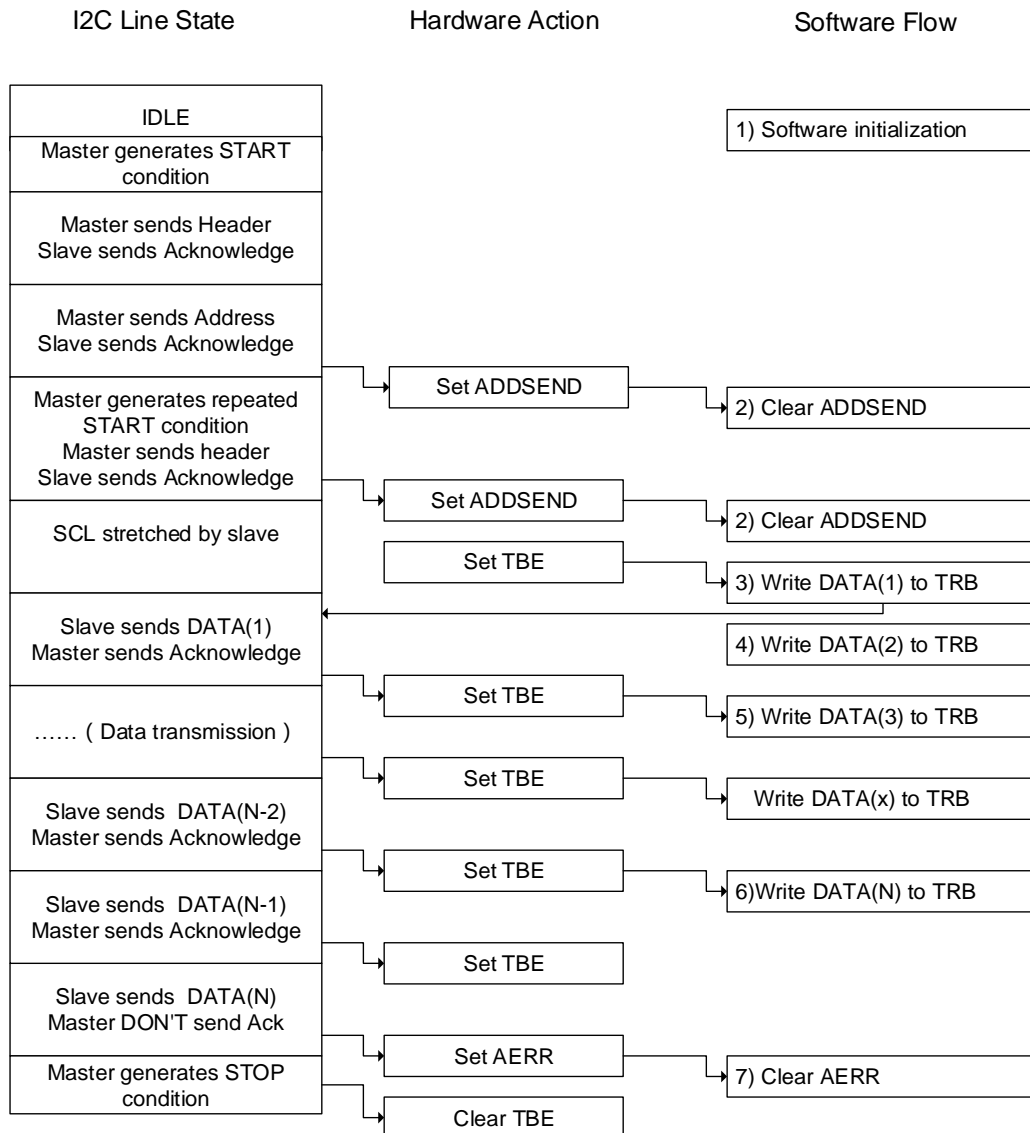 I2C Line State
Hardware Action
Software Flow
IDLE
1) Software initialization
Master generates START
condition
Master sends Header
Slave sends Acknowledge
Master sends Address
Slave sends Acknowledge
Set ADDSEND
2) Clear ADDSEND
Master generates repeated
START condition
Master sends header
Slave sends Acknowledge
Set ADDSEND
2) Clear ADDSEND
SCL stretched by slave
Set TBE
3) Write DATA(1) to TRB
Slave sends DATA(1)
Master sends Acknowledge
4) Write DATA(2) to TRB
Set TBE
5) Write DATA(3) to TRB
…… ( Data transmission )
Set TBE
Write DATA(x) to TRB
Slave sends DATA(N-2)
Master sends Acknowledge
Set TBE
6)Write DATA(N) to TRB
Slave sends DATA(N-1)
Master sends Acknowledge
Set TBE
Slave sends DATA(N)
Master DON'T send Ack
Set AERR
7) Clear AERR
Master generates STOP
condition
Clear TBE